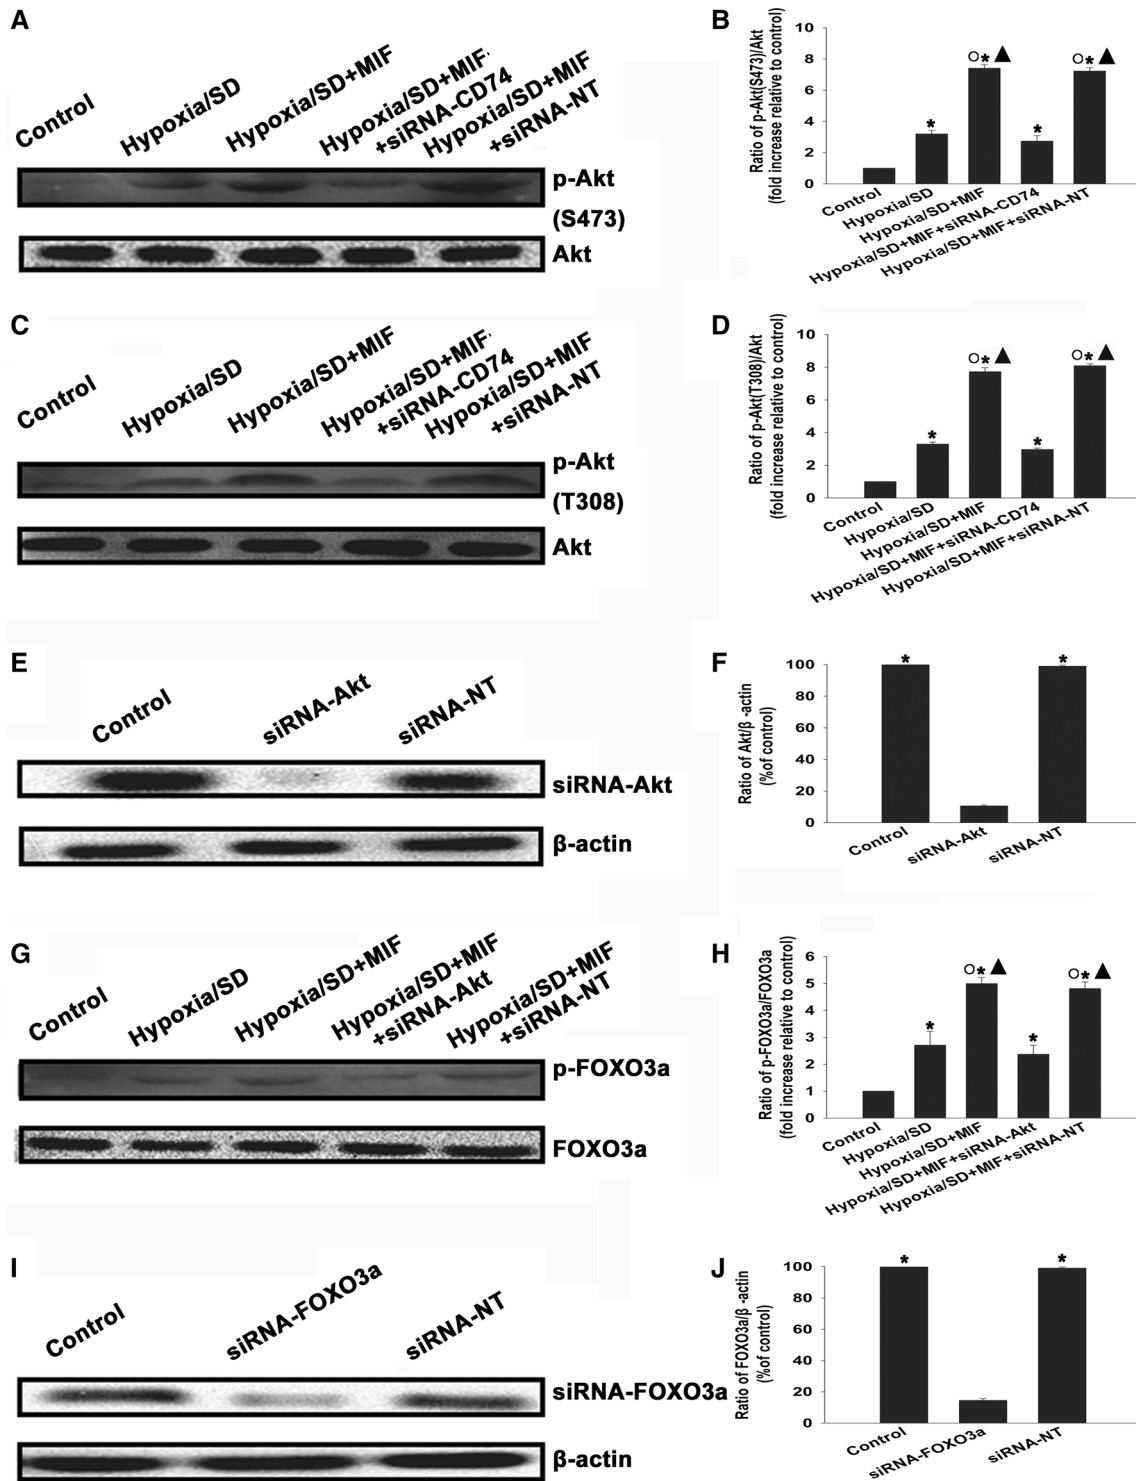 A
Control
Hypoxia/SD
Hypoxia/SD+MIF
Hypoxia/SD+MIF
+siRNA-CD74
Hypoxia/SD+MIF
+siRNA-NT
p-Akt
(S473)
Akt
B
Ratio of p-Akt(S473)/Akt
(fold increase relative to control)
10
8
6
4
2
0
*
○*▲
*
○*▲
Control
Hypoxia/SD
Hypoxia/SD+MIF
Hypoxia/SD+MIF+siRNA-CD74
Hypoxia/SD+MIF+siRNA-NT
C
Control
Hypoxia/SD
Hypoxia/SD+MIF
Hypoxia/SD+MIF
+siRNA-CD74
Hypoxia/SD+MIF
+siRNA-NT
p-Akt
(T308)
Akt
D
Ratio of p-Akt(T308)/Akt
(fold increase relative to control)
10
8
6
4
2
0
*
○*▲
*
○*▲
Control
Hypoxia/SD
Hypoxia/SD+MIF
Hypoxia/SD+MIF+siRNA-CD74
Hypoxia/SD+MIF+siRNA-NT
E
Control
siRNA-Akt
siRNA-NT
siRNA-Akt
β-actin
F
Ratio of Akt/β -actin
(%of control)
100
80
60
40
20
0
*
*
Control
siRNA-Akt
siRNA-NT
G
Control
Hypoxia/SD
Hypoxia/SD+MIF
Hypoxia/SD+MIF
+siRNA-Akt
Hypoxia/SD+MIF
+siRNA-NT
p-FOXO3a
FOXO3a
H
Ratio of p-FOXO3a/FOXO3a
(fold increase relative to control)
6
5
4
3
2
1
0
*
○*▲
*
○*▲
Control
Hypoxia/SD
Hypoxia/SD+MIF
Hypoxia/SD+MIF+siRNA-Akt
Hypoxia/SD+MIF+siRNA-NT
I
Control
siRNA-FOXO3a
siRNA-NT
siRNA-FOXO3a
β-actin
J
Ratio of FOXO3a/β -actin
(%of control)
100
80
60
40
20
0
*
*
Control
siRNA-FOXO3a
siRNA-NT